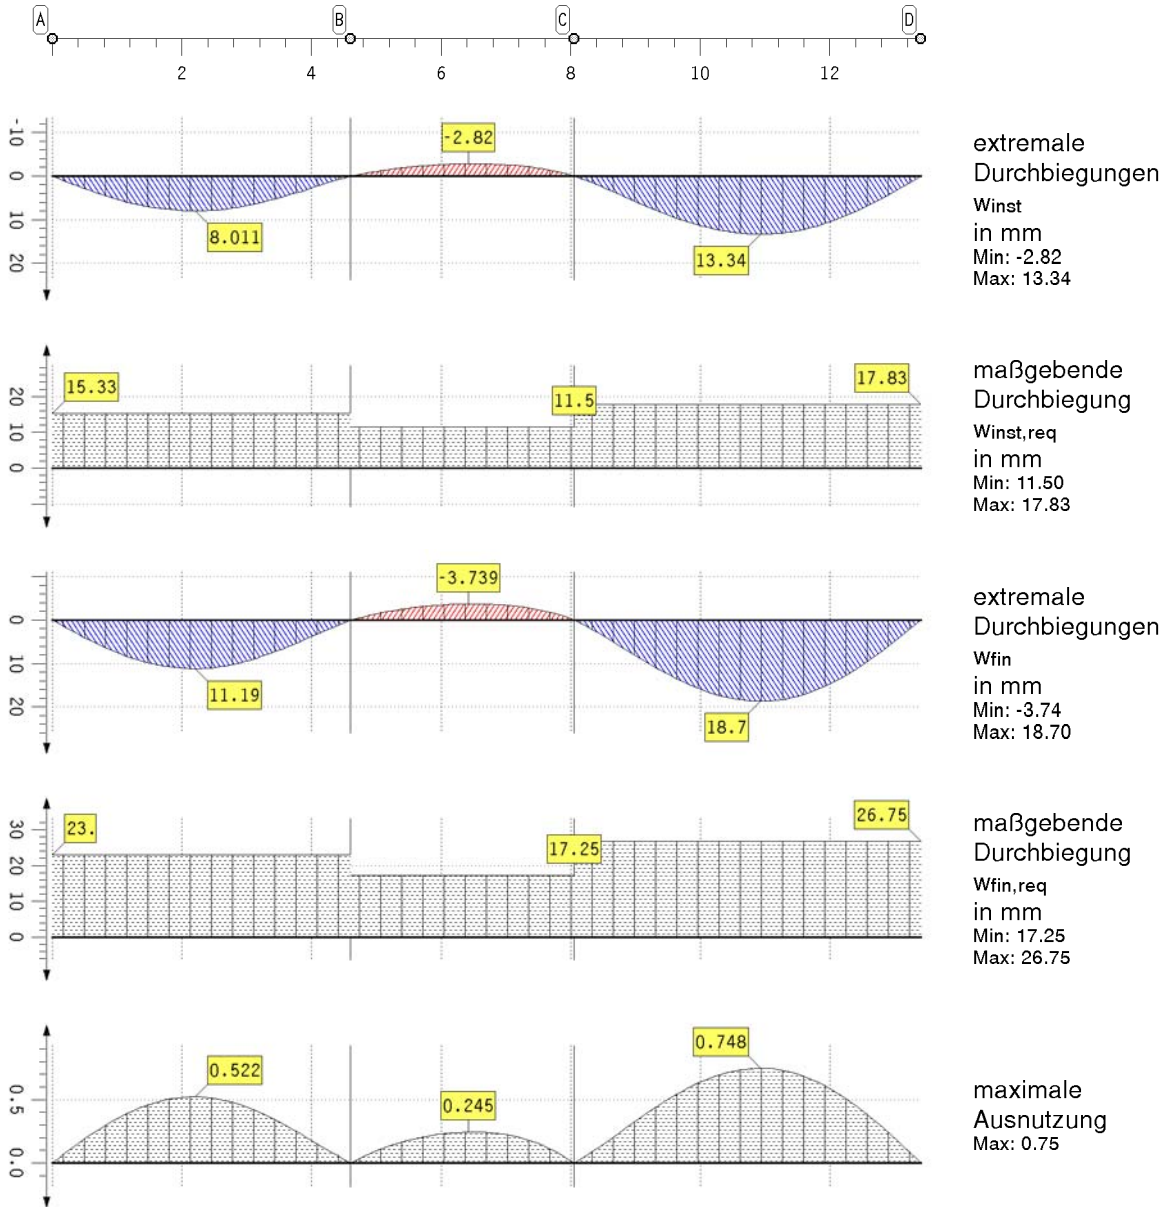 A B C D
2 4 6 8 10 12
-10 0 10 20
-2.82
8.011
13.34
extremale
Durchbiegungen
Winst
in mm
Min: -2.82
Max: 13.34
20 10 0
15.33
11.5
17.83
maßgebende
Durchbiegung
Winst,req
in mm
Min: 11.50
Max: 17.83
0 10 20
-3.739
11.19
18.7
extremale
Durchbiegungen
Wfin
in mm
Min: -3.74
Max: 18.70
30 20 10 0
23.
17.25
26.75
maßgebende
Durchbiegung
Wfin,req
in mm
Min: 17.25
Max: 26.75
0.5 0.
0.522
0.245
0.748
maximale
Ausnutzung
Max: 0.75